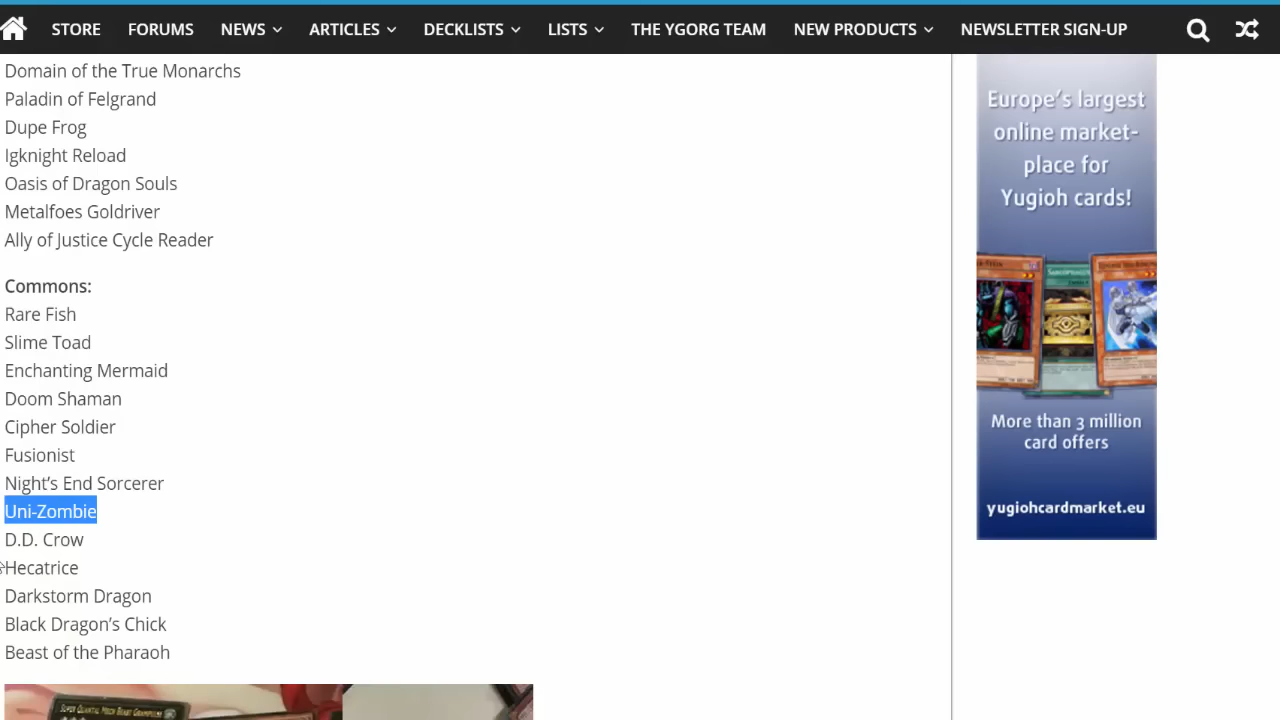 STORE FORUMS NEWS ARTICLES DECKLISTS LISTS THE YGORG TEAM NEW PRODUCTS NEWSLETTER SIGN-UP
Domain of the True Monarchs
Paladin of Felgrand
Dupe Frog
Igknight Reload
Oasis of Dragon Souls
Metalfoes Goldriver
Ally of Justice Cycle Reader
Commons:
Rare Fish
Slime Toad
Enchanting Mermaid
Doom Shaman
Cipher Soldier
Fusionist
Night's End Sorcerer
Uni-Zombie
D.D. Crow
Hecatrice
Darkstorm Dragon
Black Dragon's Chick
Beast of the Pharaoh
Europe's largest
online market-
place for
Yugioh cards!
More than 3 million
card offers
yugiohcardmarket.eu